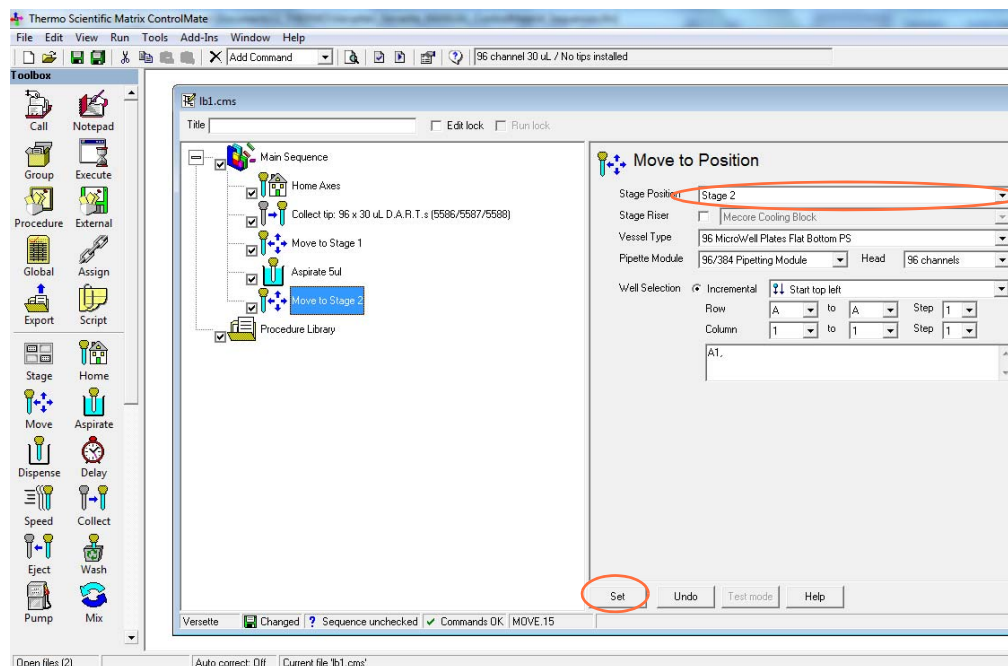 Thermo Scientific Matrix ControlMate
File Edit View Run Tools Add-Ins Window Help
Add Command 96 channel 30 uL / No tips installed
Toolbox
Call Notepad
Group Execute
Procedure External
Global Assign
Export Script
Stage Home
Move Aspirate
Dispense Delay
Speed Collect
Eject Wash
Pump Mix
lb1.cms
Title Edit lock Run lock
Main Sequence
Home Axes
Collect tip: 96 x 30 uL D.A.R.T.s (5586/5587/5588)
Move to Stage 1
Aspirate 5ul
Move to Stage 2
Procedure Library
Move to Position
Stage Position Stage 2
Stage Riser Mecore Cooling Block
Vessel Type 96 MicroWell Plates Flat Bottom PS
Pipette Module 96/384 Pipetting Module Head 96 channels
Well Selection Incremental Start top left
Row A to A Step 1
Column 1 to 1 Step 1
A1,
Set Undo Test mode Help
Versette Changed ? Sequence unchecked Commands OK MOVE.15
Open files (2) Auto correct: Off Current file 'lb1.cms'